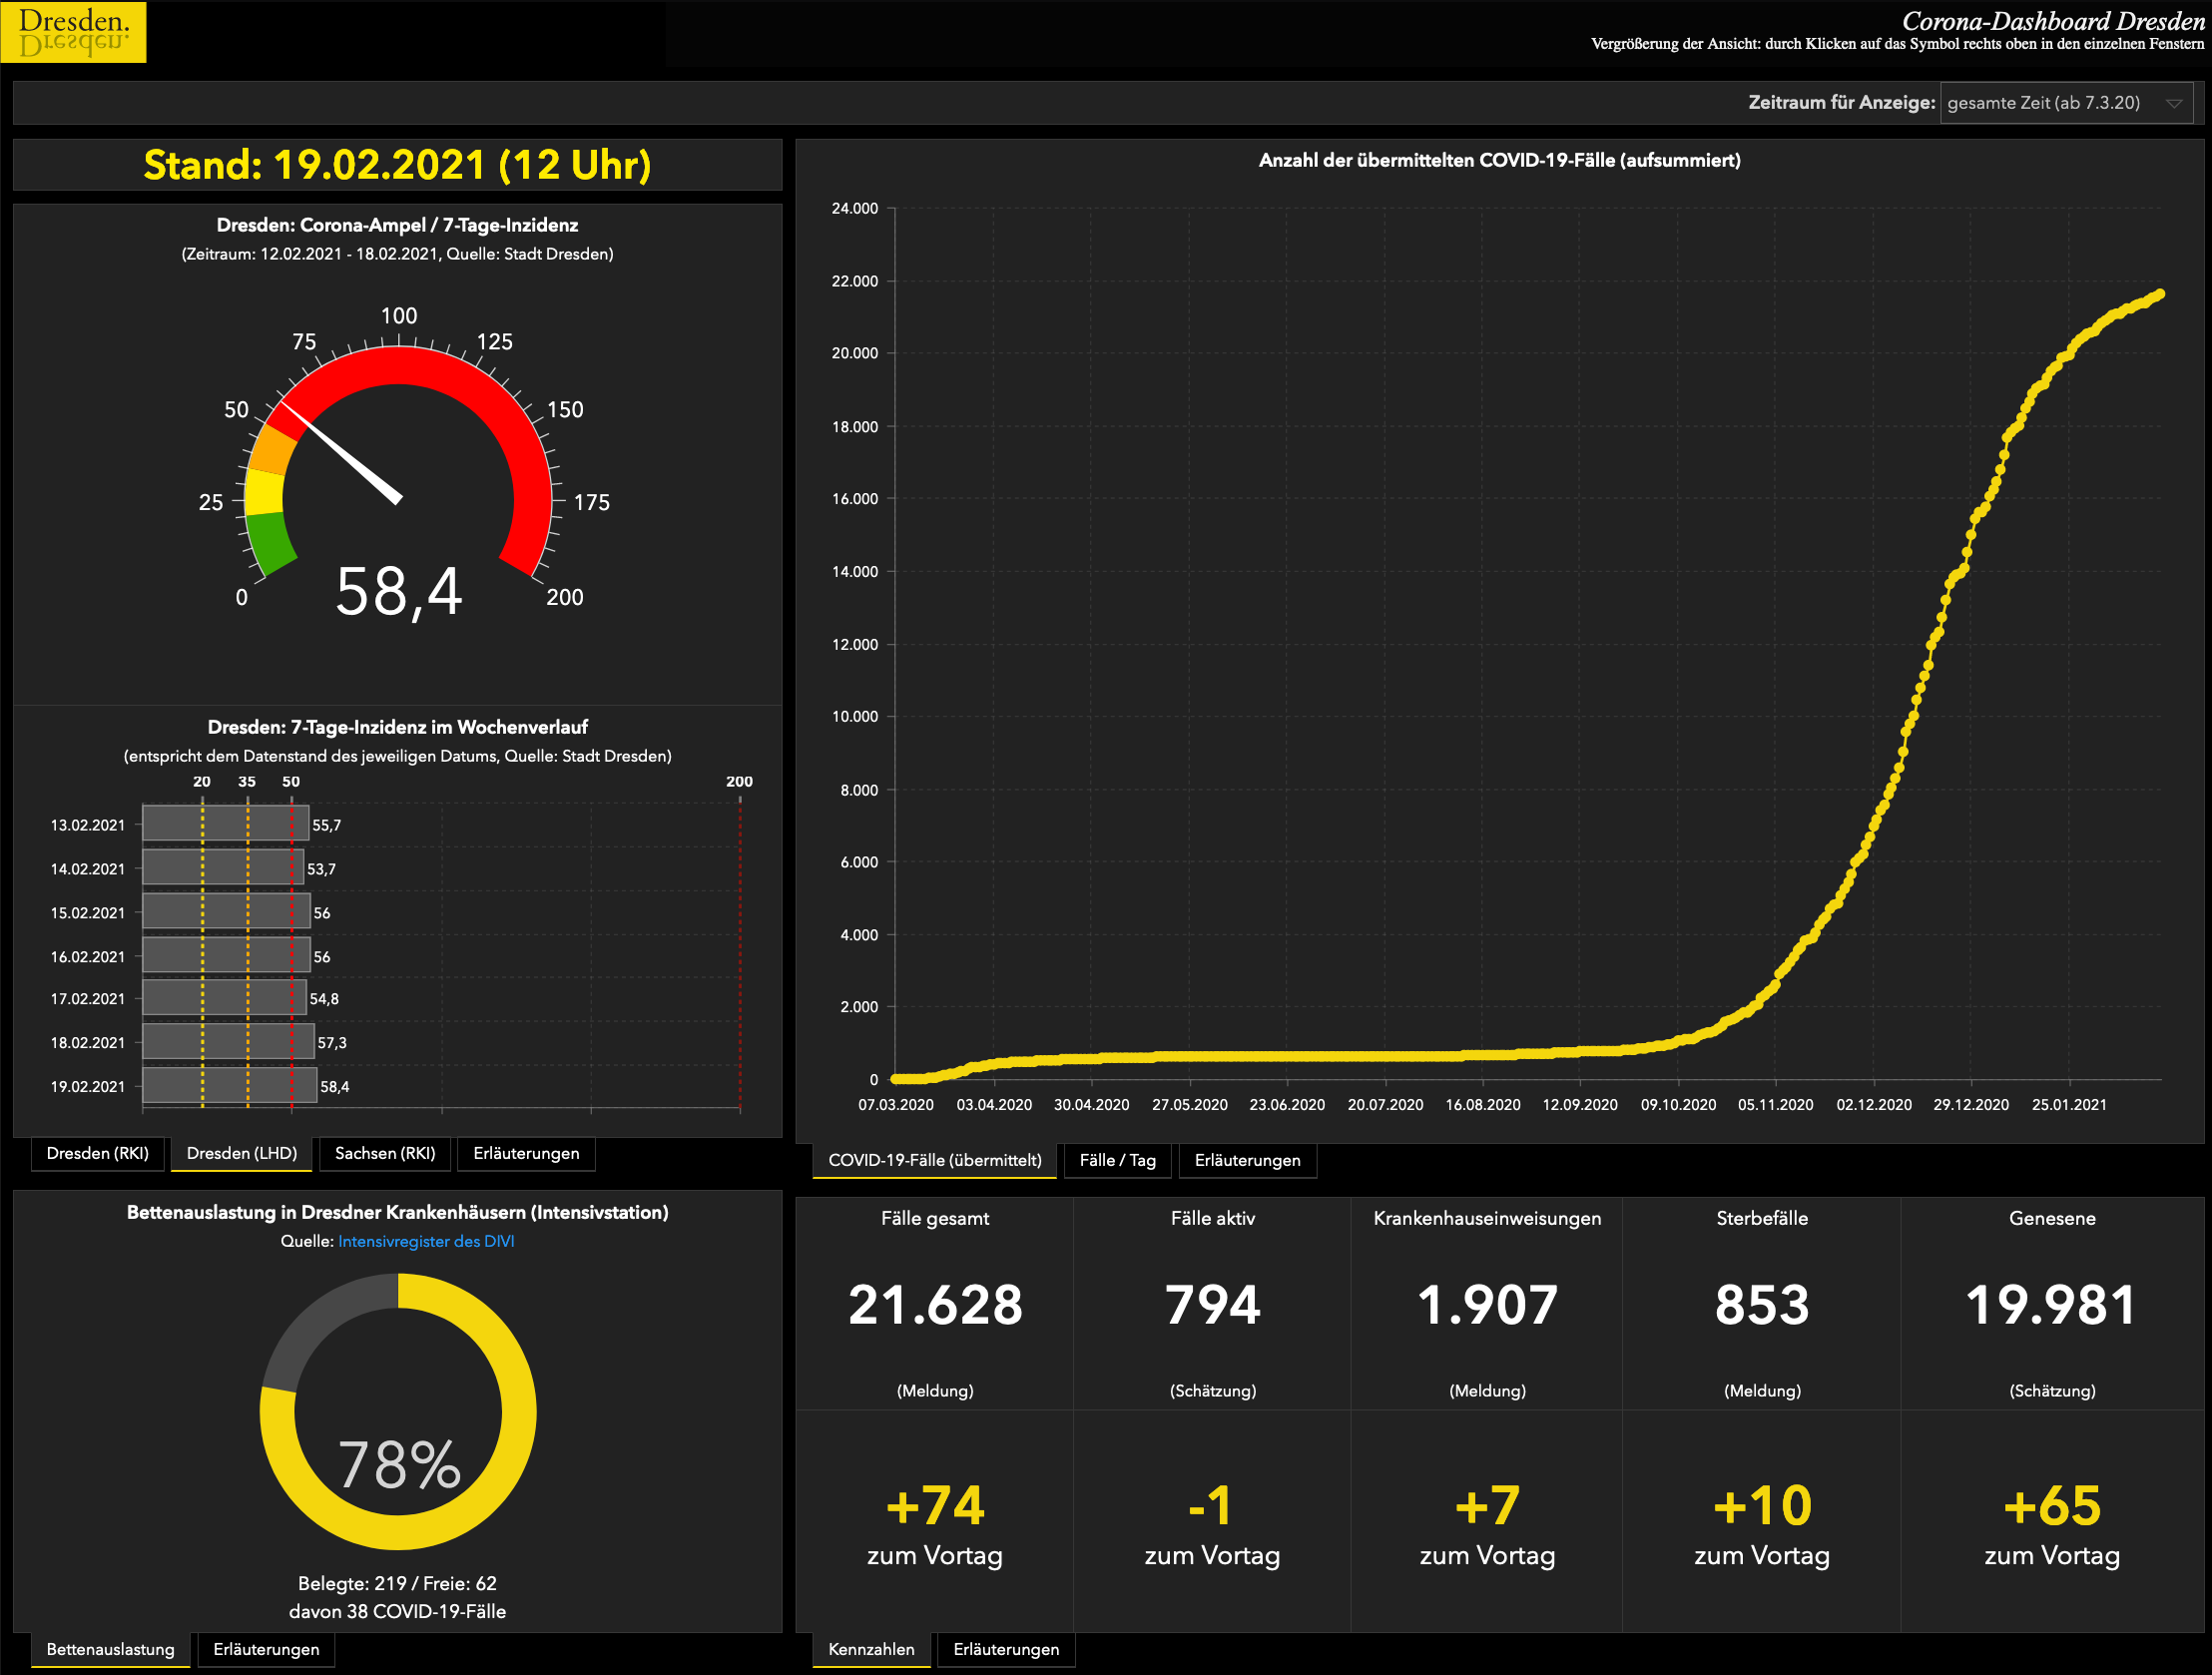 Dresden.
Corona-Dashboard Dresden
Vergrößerung der Ansicht: durch Klicken auf das Symbol rechts oben in den einzelnen Fenstern
Zeitraum für Anzeige: gesamte Zeit (ab 7.3.20)
Stand: 19.02.2021 (12 Uhr)
Dresden: Corona-Ampel / 7-Tage-Inzidenz
(Zeitraum: 12.02.2021 - 18.02.2021, Quelle: Stadt Dresden)
0
25
50
75
100
125
150
175
200
58,4
Dresden: 7-Tage-Inzidenz im Wochenverlauf
(entspricht dem Datenstand des jeweiligen Datums, Quelle: Stadt Dresden)
20 35 50 200
13.02.2021 55,7
14.02.2021 53,7
15.02.2021 56
16.02.2021 56
17.02.2021 54,8
18.02.2021 57,3
19.02.2021 58,4
Dresden (RKI) Dresden (LHD) Sachsen (RKI) Erläuterungen
Anzahl der übermittelten COVID-19-Fälle (aufsummiert)
24.000
22.000
20.000
18.000
16.000
14.000
12.000
10.000
8.000
6.000
4.000
2.000
0
07.03.2020 03.04.2020 30.04.2020 27.05.2020 23.06.2020 20.07.2020 16.08.2020 12.09.2020 09.10.2020 05.11.2020 02.12.2020 29.12.2020 25.01.2021
COVID-19-Fälle (übermittelt) Fälle / Tag Erläuterungen
Bettenauslastung in Dresdner Krankenhäusern (Intensivstation)
Quelle: Intensivregister des DIVI
78%
Belegte: 219 / Freie: 62
davon 38 COVID-19-Fälle
Bettenauslastung Erläuterungen
Fälle gesamt Fälle aktiv Krankenhauseinweisungen Sterbefälle Genesene
21.628 794 1.907 853 19.981
(Meldung) (Schätzung) (Meldung) (Meldung) (Schätzung)
+74 -1 +7 +10 +65
zum Vortag zum Vortag zum Vortag zum Vortag zum Vortag
Kennzahlen Erläuterungen